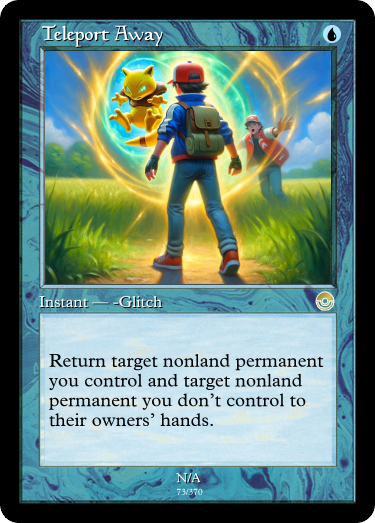 Teleport Away
Instant — -Glitch
Return target nonland permanent
you control and target nonland
permanent you don’t control to
their owners’ hands.
N/A
73/370